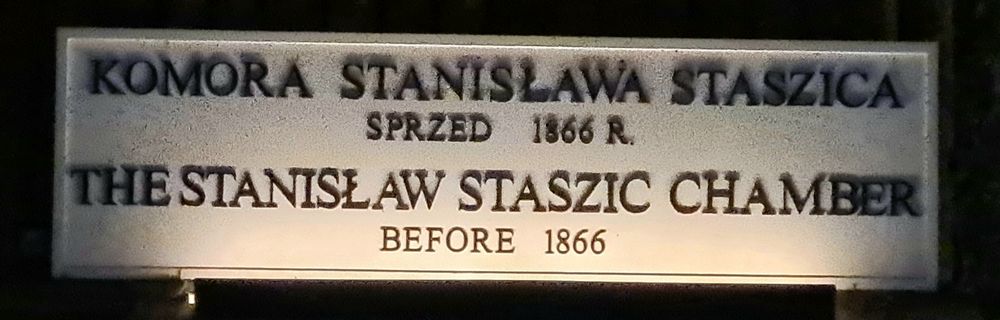 KOMORA STANISŁAWA STASZICA
SPRZED 1866 R.
THE STANISŁAW STASZIC CHAMBER
BEFORE 1866